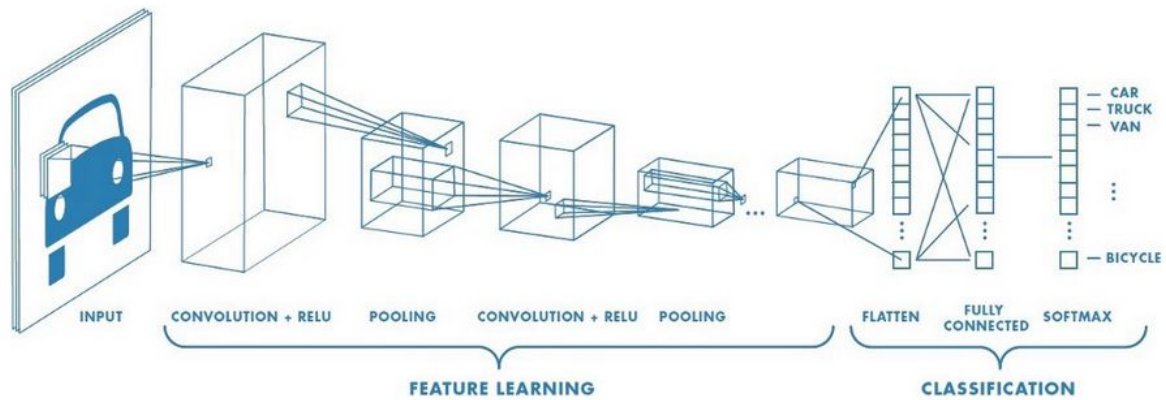 CAR
TRUCK
VAN
BICYCLE
INPUT
CONVOLUTION + RELU
POOLING
CONVOLUTION + RELU
POOLING
FLATTEN
FULLY
CONNECTED
SOFTMAX
FEATURE LEARNING
CLASSIFICATION